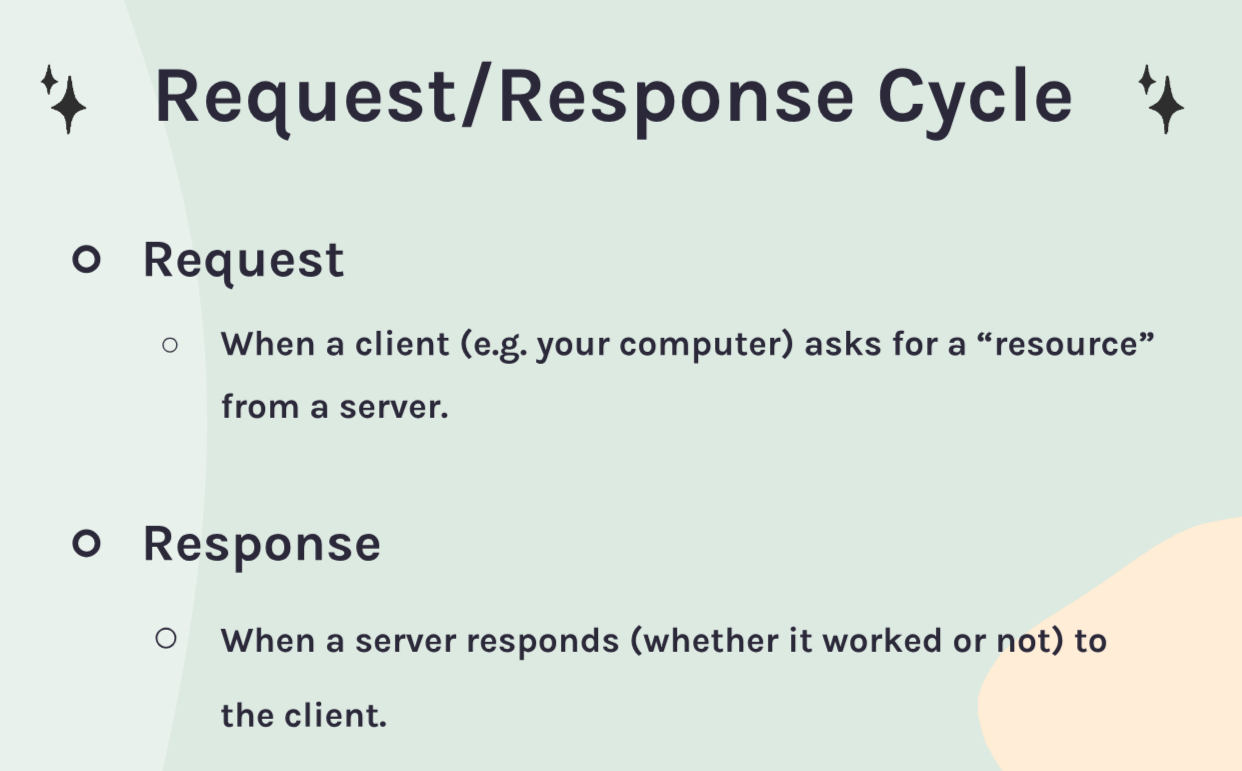 Request/Response Cycle
Request
When a client (e.g. your computer) asks for a “resource”
from a server.
Response
When a server responds (whether it worked or not) to
the client.